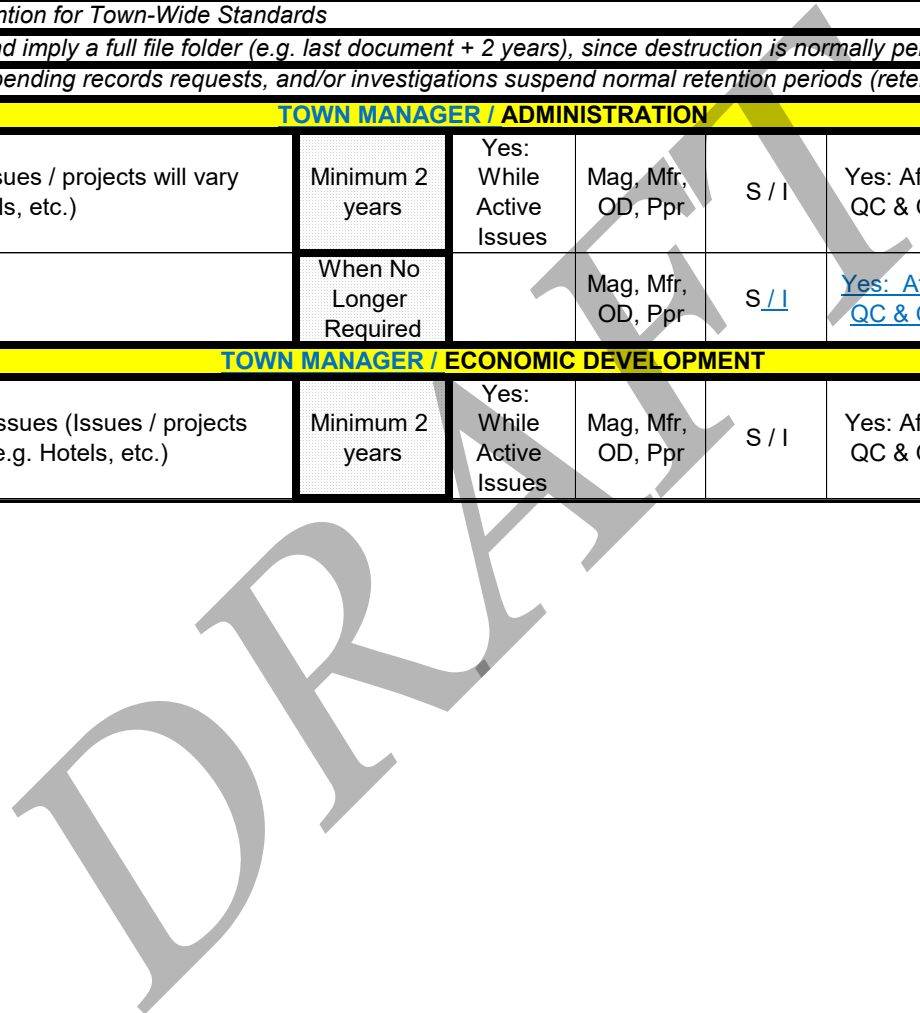 ntion for Town-Wide Standards
nd imply a full file folder (e.g. last document + 2 years), since destruction is normally pe
pending records requests, and/or investigations suspend normal retention periods (rete
TOWN MANAGER / ADMINISTRATION
sues / projects will vary
ls, etc.)
Minimum 2
years
Yes:
While
Active
Issues
Mag, Mfr,
OD, Ppr
S / I
Yes: Af
QC & 
When No
Longer
Required
Mag, Mfr,
OD, Ppr
S / I
Yes: A
QC & 
TOWN MANAGER / ECONOMIC DEVELOPMENT
ssues (Issues / projects
e.g. Hotels, etc.)
Minimum 2
years
Yes:
While
Active
Issues
Mag, Mfr,
OD, Ppr
S / I
Yes: Af
QC & 
DRAFT